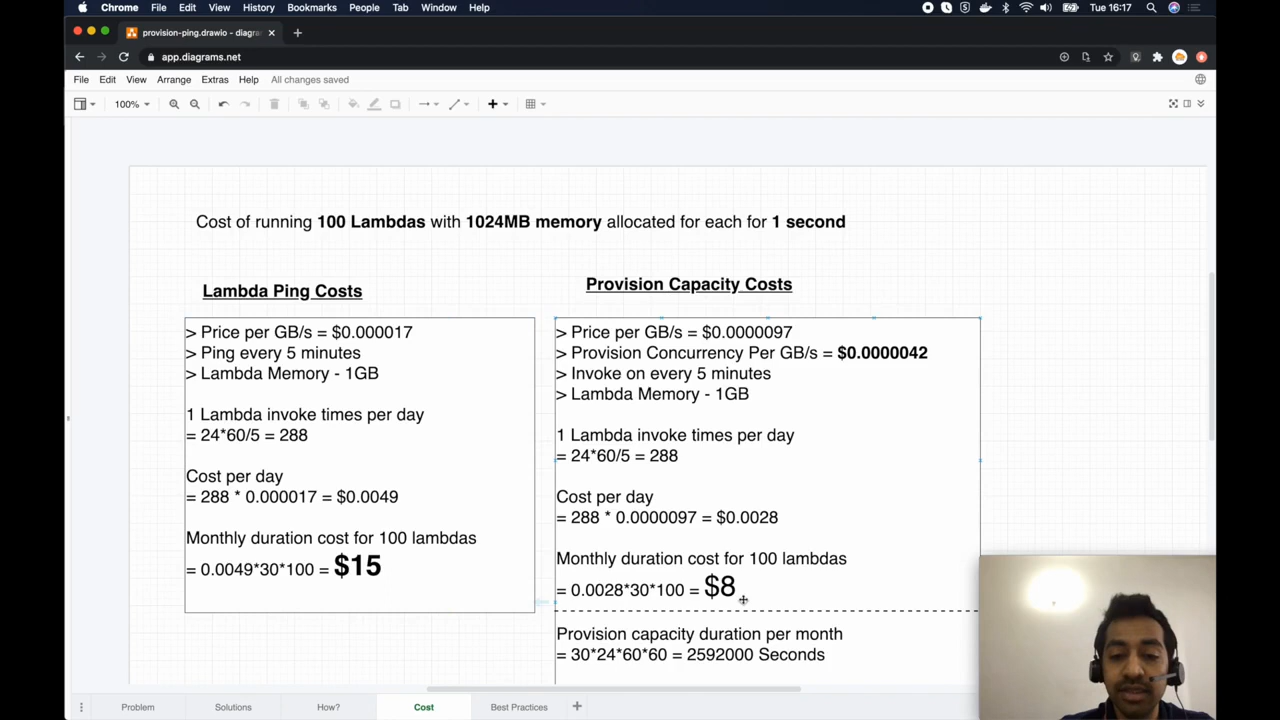 Chrome File Edit View History Bookmarks People Tab Window Help Tue 16:17
provision-ping.drawio - diagra
app.diagrams.net
File Edit View Arrange Extras Help All changes saved
100%
Cost of running 100 Lambdas with 1024MB memory allocated for each for 1 second
Lambda Ping Costs
> Price per GB/s = $0.000017
> Ping every 5 minutes
> Lambda Memory - 1GB
1 Lambda invoke times per day
= 24*60/5 = 288
Cost per day
= 288 * 0.000017 = $0.0049
Monthly duration cost for 100 lambdas
= 0.0049*30*100 = $15
Provision Capacity Costs
> Price per GB/s = $0.0000097
> Provision Concurrency Per GB/s = $0.0000042
> Invoke on every 5 minutes
> Lambda Memory - 1GB
1 Lambda invoke times per day
= 24*60/5 = 288
Cost per day
= 288 * 0.0000097 = $0.0028
Monthly duration cost for 100 lambdas
= 0.0028*30*100 = $8
Provision capacity duration per month
= 30*24*60*60 = 2592000 Seconds
Problem Solutions How? Cost Best Practices